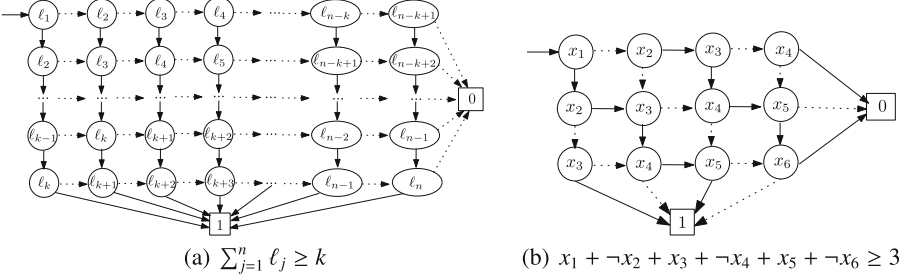 ℓ₁ ℓ₂ ℓ₃ ℓ₄ ... ℓₙ₋ₖ ℓₙ₋ₖ₊₁
ℓ₂ ℓ₃ ℓ₄ ℓ₅ ... ℓₙ₋ₖ₊₁ ℓₙ₋ₖ₊₂
... ... ... ... ... ... ... 0
ℓₖ₋₁ ℓₖ ℓₖ₊₁ ℓₖ₊₂ ... ℓₙ₋₂ ℓₙ₋₁
ℓₖ ℓₖ₊₁ ℓₖ₊₂ ℓₖ₊₃ ℓₙ₋₁ ℓₙ
1
(a) ∑ⁿⱼ₌₁ ℓⱼ ≥ k
x₁ x₂ x₃ x₄
x₂ x₃ x₄ x₅ 0
x₃ x₄ x₅ x₆
1
(b) x₁ + ¬x₂ + x₃ + ¬x₄ + x₅ + ¬x₆ ≥ 3